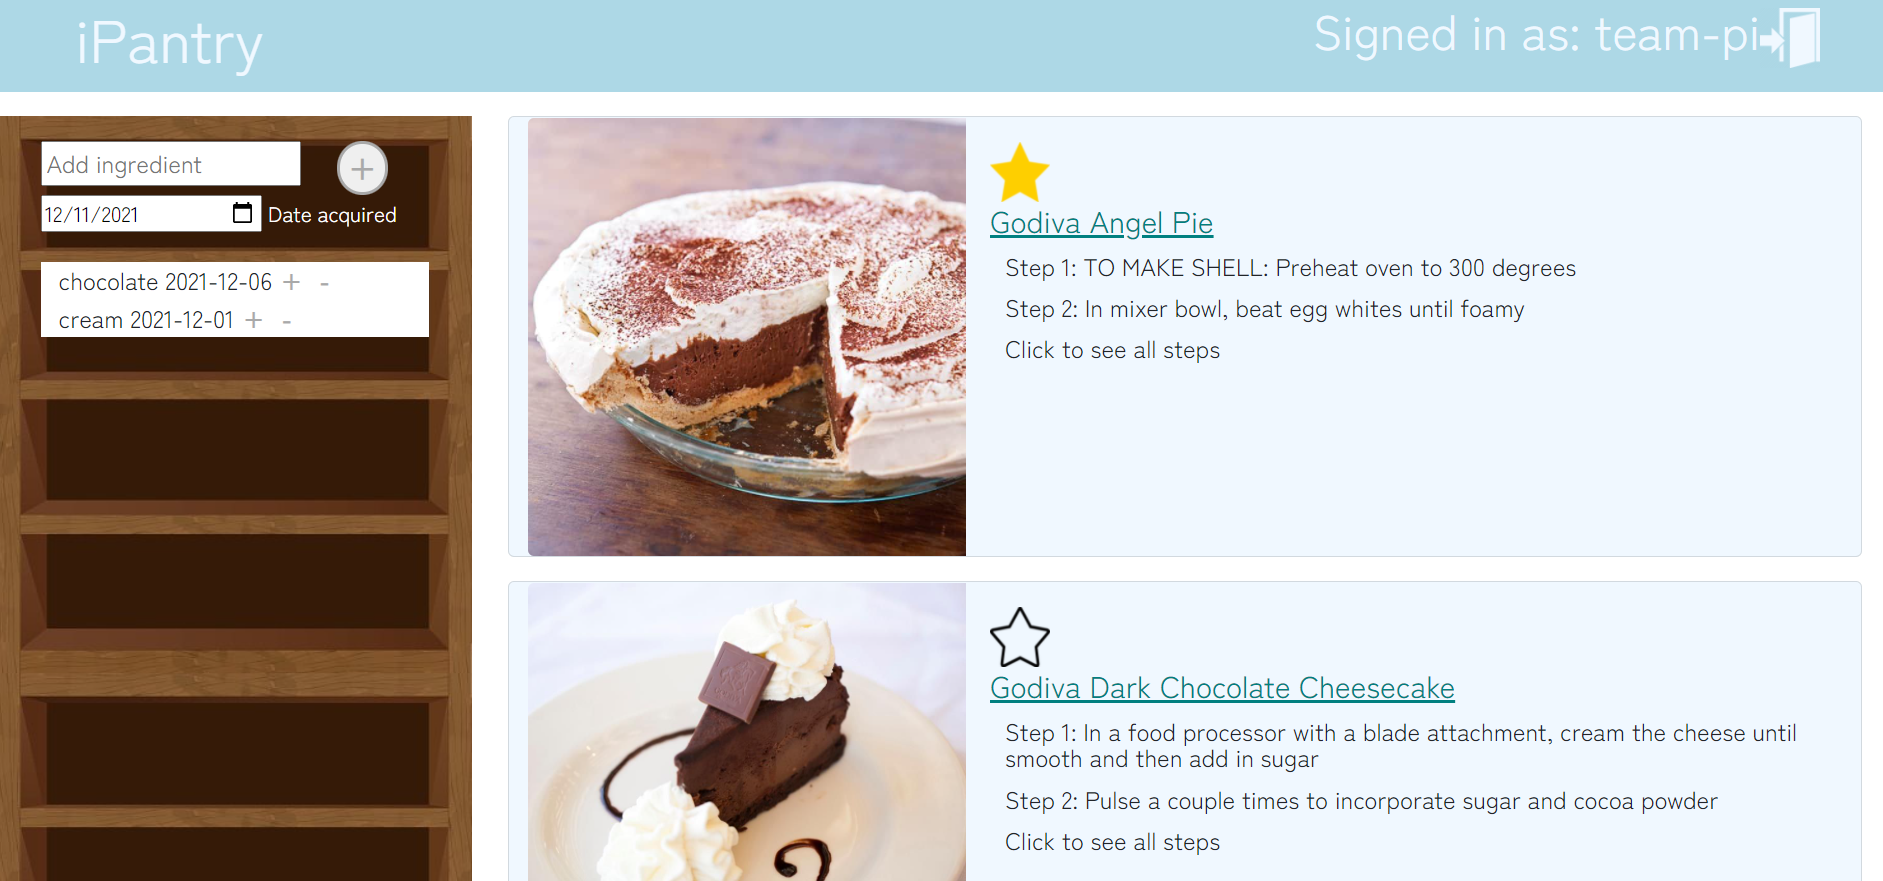 iPantry
Signed in as: team-pi
Add ingredient
12/11/2021
Date acquired
chocolate 2021-12-06 + -
cream 2021-12-01 + -
Godiva Angel Pie
Step 1: TO MAKE SHELL: Preheat oven to 300 degrees
Step 2: In mixer bowl, beat egg whites until foamy
Click to see all steps
Godiva Dark Chocolate Cheesecake
Step 1: In a food processor with a blade attachment, cream the cheese until
smooth and then add in sugar
Step 2: Pulse a couple times to incorporate sugar and cocoa powder
Click to see all steps